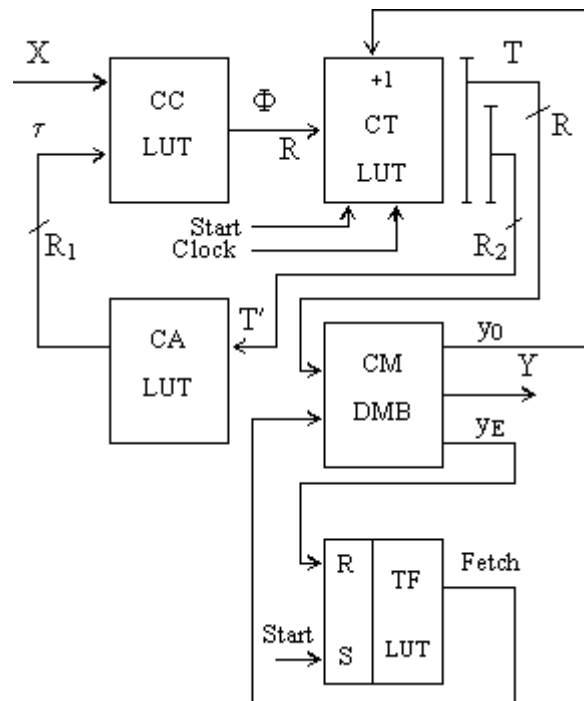 X
CC
LUT
τ
Φ
R
+1
CT
LUT
T
R
Start
Clock
R1
R2
CA
LUT
T'
CM
DMB
y0
Y
yE
R
S
TF
LUT
Fetch
Start